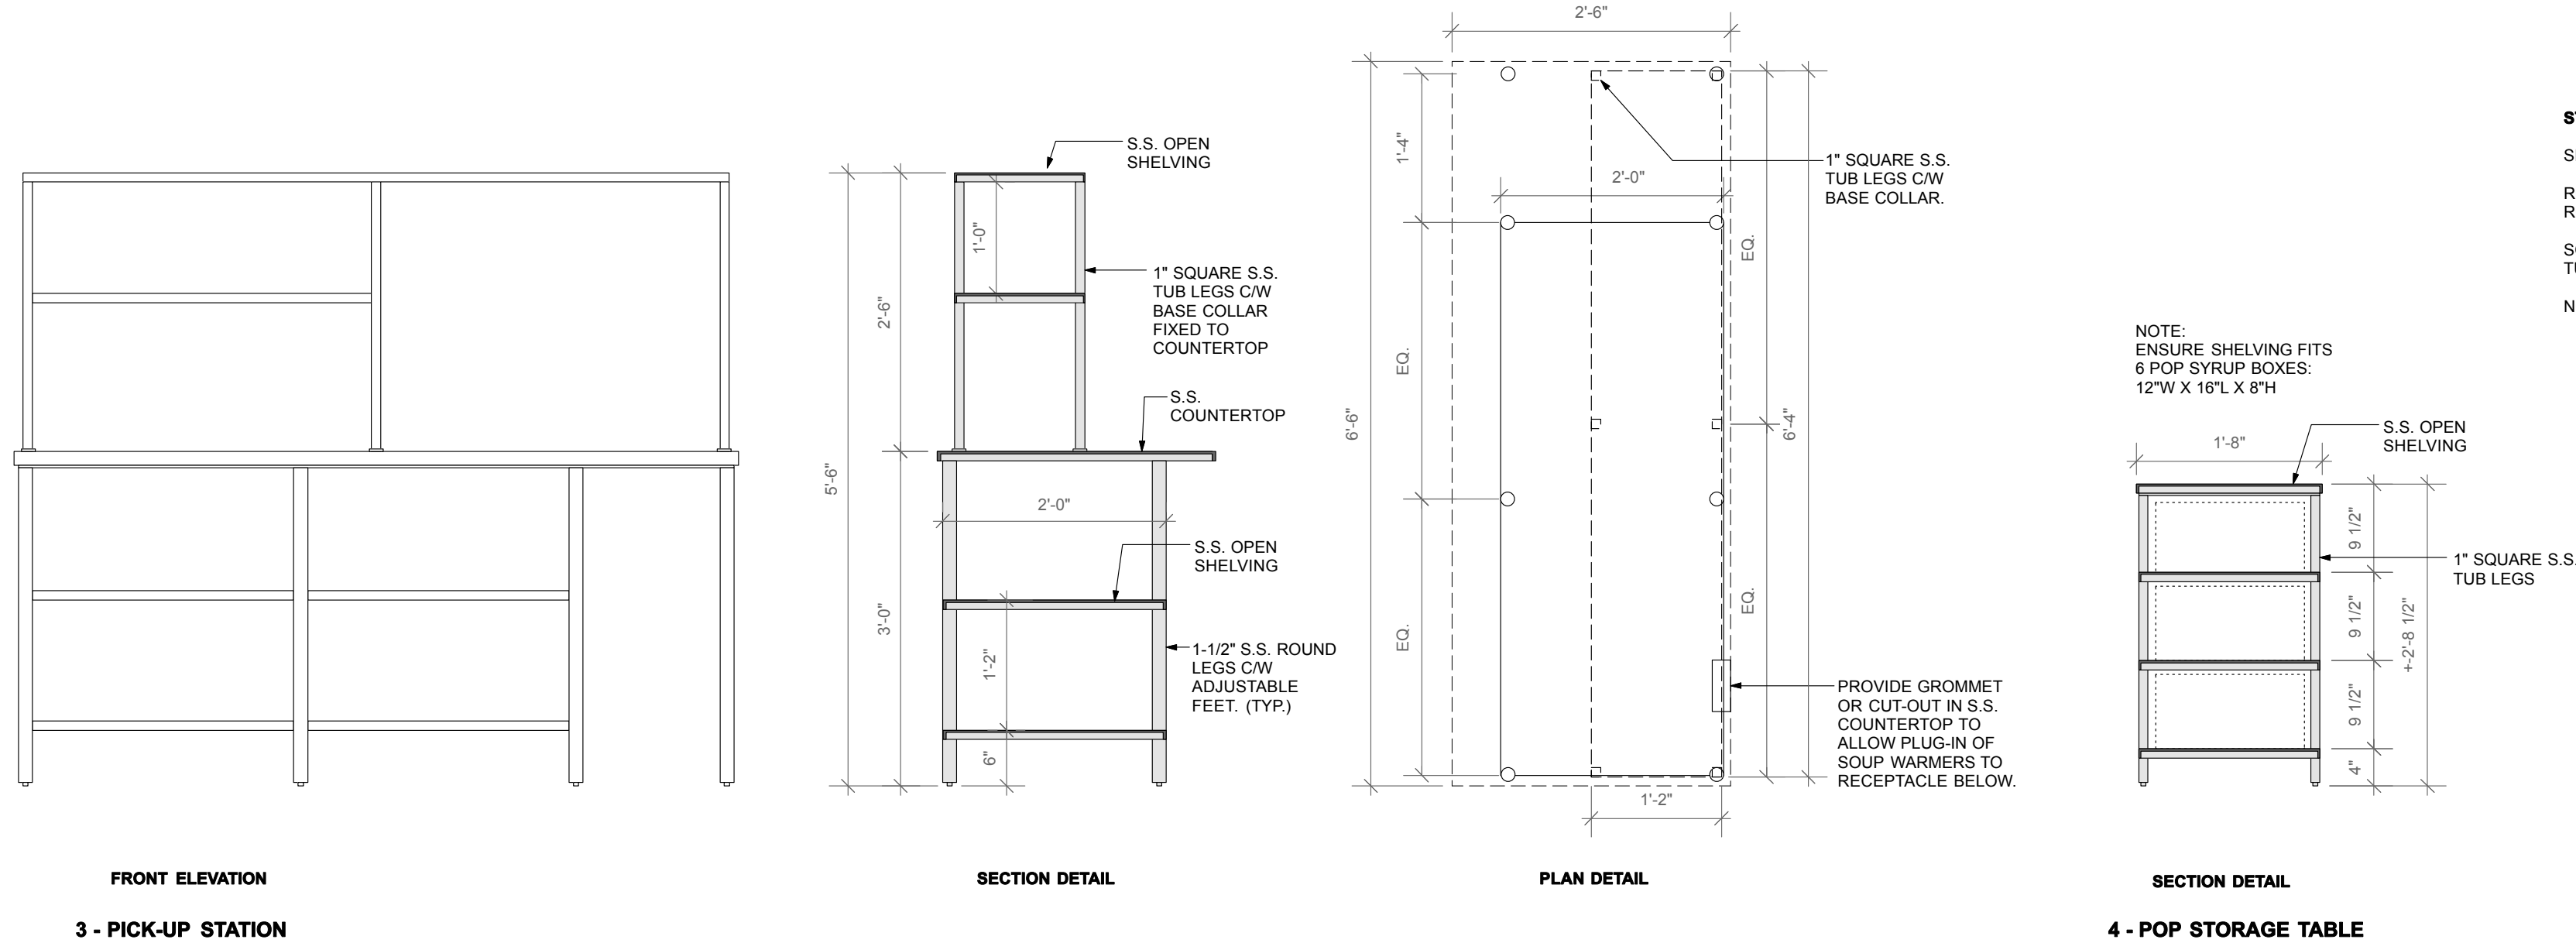 2'-6"
1'-4"
2'-0"
EQ.
EQ.
6'-6"
EQ.
EQ.
6'-4"
1'-2"
1" SQUARE S.S.
TUB LEGS C/W
BASE COLLAR.
PROVIDE GROMMET
OR CUT-OUT IN S.S.
COUNTERTOP TO
ALLOW PLUG-IN OF
SOUP WARMERS TO
RECEPTACLE BELOW.
S.S. OPEN
SHELVING
1'-0"
1" SQUARE S.S.
TUB LEGS C/W
BASE COLLAR
FIXED TO
COUNTERTOP
2'-6"
S.S.
COUNTERTOP
5'-6"
2'-0"
S.S. OPEN
SHELVING
3'-0"
1'-2"
1-1/2" S.S. ROUND
LEGS C/W
ADJUSTABLE
FEET. (TYP.)
6"
NOTE:
ENSURE SHELVING FITS
6 POP SYRUP BOXES:
12"W X 16"L X 8"H
S.S. OPEN
SHELVING
1'-8"
9 1/2"
9 1/2"
9 1/2"
4"
+-2'-8 1/2"
1" SQUARE S.S.
TUB LEGS
FRONT ELEVATION
SECTION DETAIL
PLAN DETAIL
SECTION DETAIL
3 - PICK-UP STATION
4 - POP STORAGE TABLE